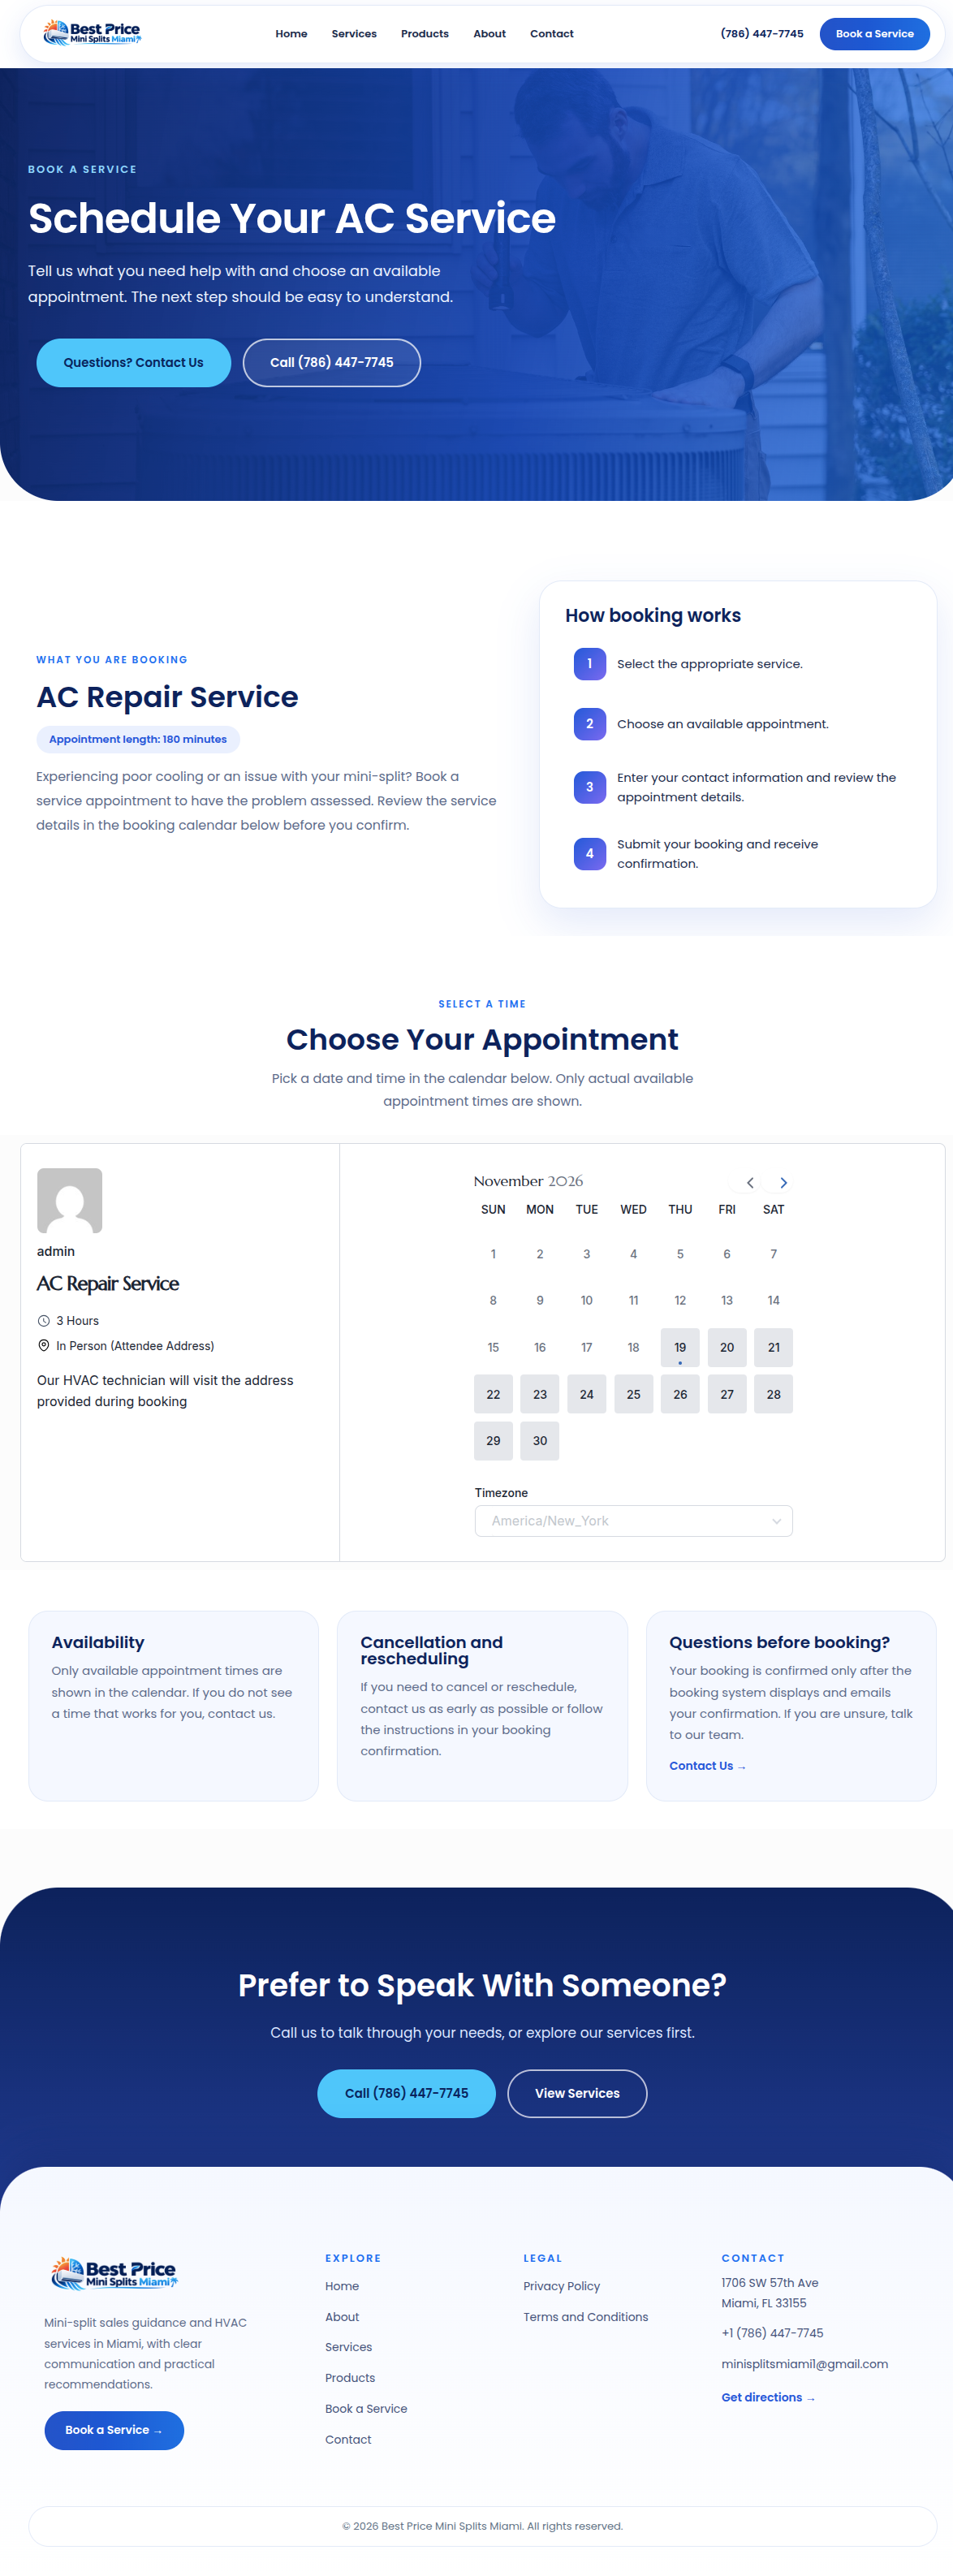 Best Price
Mini Splits Miami
Home
Services
Products
About
Contact
(786) 447-7745
Book a Service
BOOK A SERVICE
Schedule Your AC Service
Tell us what you need help with and choose an available
appointment. The next step should be easy to understand.
Questions? Contact Us
Call (786) 447-7745
WHAT YOU ARE BOOKING
AC Repair Service
Appointment length: 180 minutes
Experiencing poor cooling or an issue with your mini-split? Book a
service appointment to have the problem assessed. Review the service
details in the booking calendar below before you confirm.
How booking works
1
Select the appropriate service.
2
Choose an available appointment.
3
Enter your contact information and review the
appointment details.
4
Submit your booking and receive
confirmation.
SELECT A TIME
Choose Your Appointment
Pick a date and time in the calendar below. Only actual available
appointment times are shown.
admin
AC Repair Service
3 Hours
In Person (Attendee Address)
Our HVAC technician will visit the address
provided during booking
November 2026
SUN MON TUE WED THU FRI SAT
1 2 3 4 5 6 7
8 9 10 11 12 13 14
15 16 17 18 19 20 21
22 23 24 25 26 27 28
29 30
Timezone
America/New_York
Availability
Only available appointment times are
shown in the calendar. If you do not see
a time that works for you, contact us.
Cancellation and
rescheduling
If you need to cancel or reschedule,
contact us as early as possible or follow
the instructions in your booking
confirmation.
Questions before booking?
Your booking is confirmed only after the
booking system displays and emails
your confirmation. If you are unsure, talk
to our team.
Contact Us →
Prefer to Speak With Someone?
Call us to talk through your needs, or explore our services first.
Call (786) 447-7745
View Services
Best Price
Mini Splits Miami
Mini-split sales guidance and HVAC
services in Miami, with clear
communication and practical
recommendations.
Book a Service →
EXPLORE
Home
About
Services
Products
Book a Service
Contact
LEGAL
Privacy Policy
Terms and Conditions
CONTACT
1706 SW 57th Ave
Miami, FL 33155
+1 (786) 447-7745
minisplitsmiami1@gmail.com
Get directions →
© 2026 Best Price Mini Splits Miami. All rights reserved.